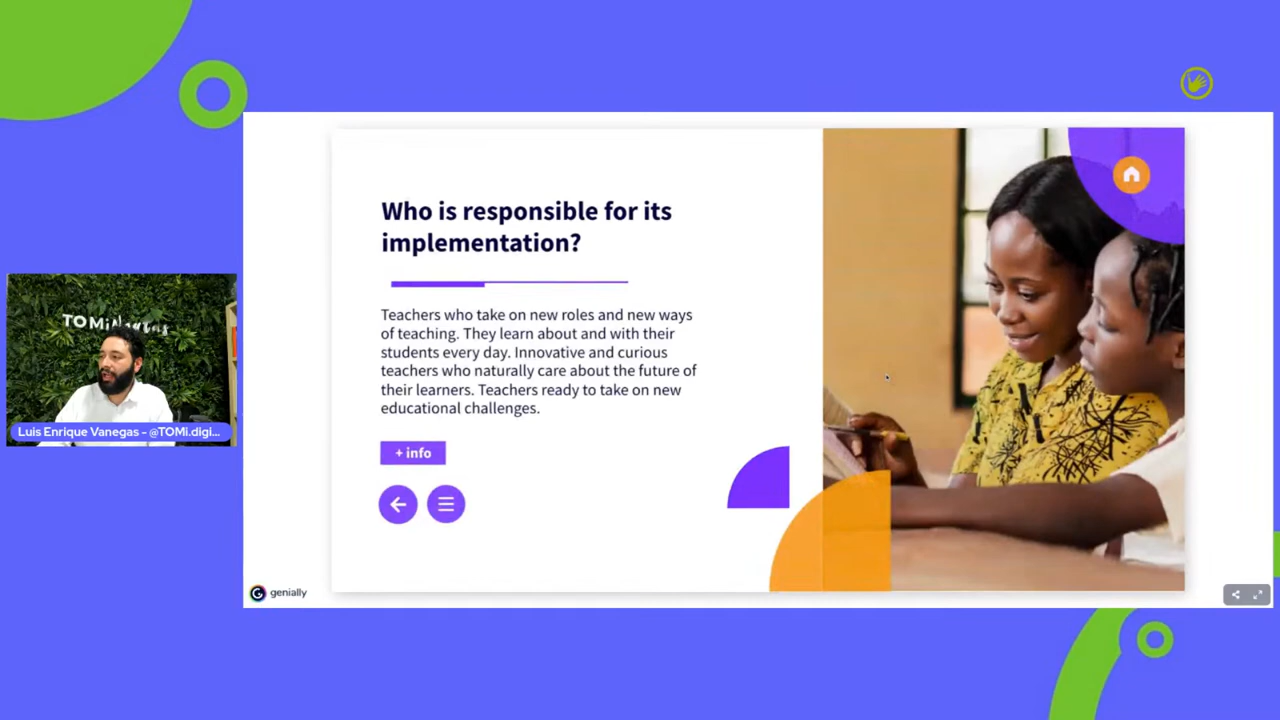 Who is responsible for its
implementation?
Teachers who take on new roles and new ways
of teaching. They learn about and with their
students every day. Innovative and curious
teachers who naturally care about the future of
their learners. Teachers ready to take on new
educational challenges.
+ info
TOMi
Luis Enrique Vanegas - @TOMi.digi...
genially